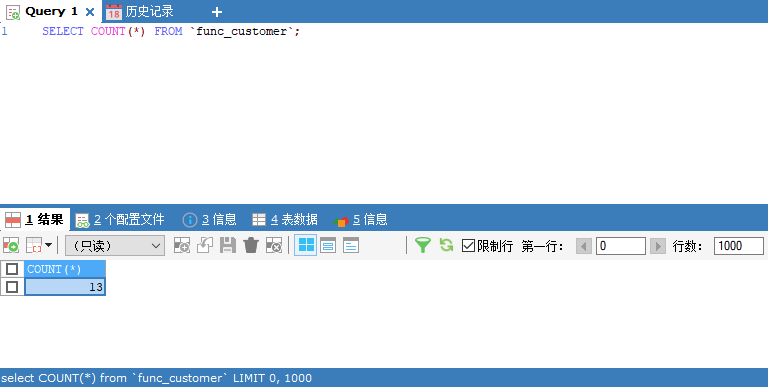 Query 1 历史记录
1 SELECT COUNT(*) FROM `func_customer`;
1 结果 2 个配置文件 3 信息 4 表数据 5 信息
（只读） 限制行 第一行： 0 行数： 1000
COUNT(*)
13
select COUNT(*) from `func_customer` LIMIT 0, 1000